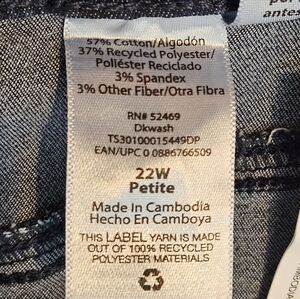 57% Cotton/Algodón
37% Recycled Polyester/
Poliéster Reciclado
3% Spandex
3% Other Fiber/Otra Fibra
RN# 52469
Dkwash
TS30100015449DP
EAN/UPC 0 0886766509
22W
Petite
Made in Cambodia
Hecho En Camboya
THIS LABEL YARN IS MADE
OUT OF 100% RECYCLED
POLYESTER MATERIALS
antes